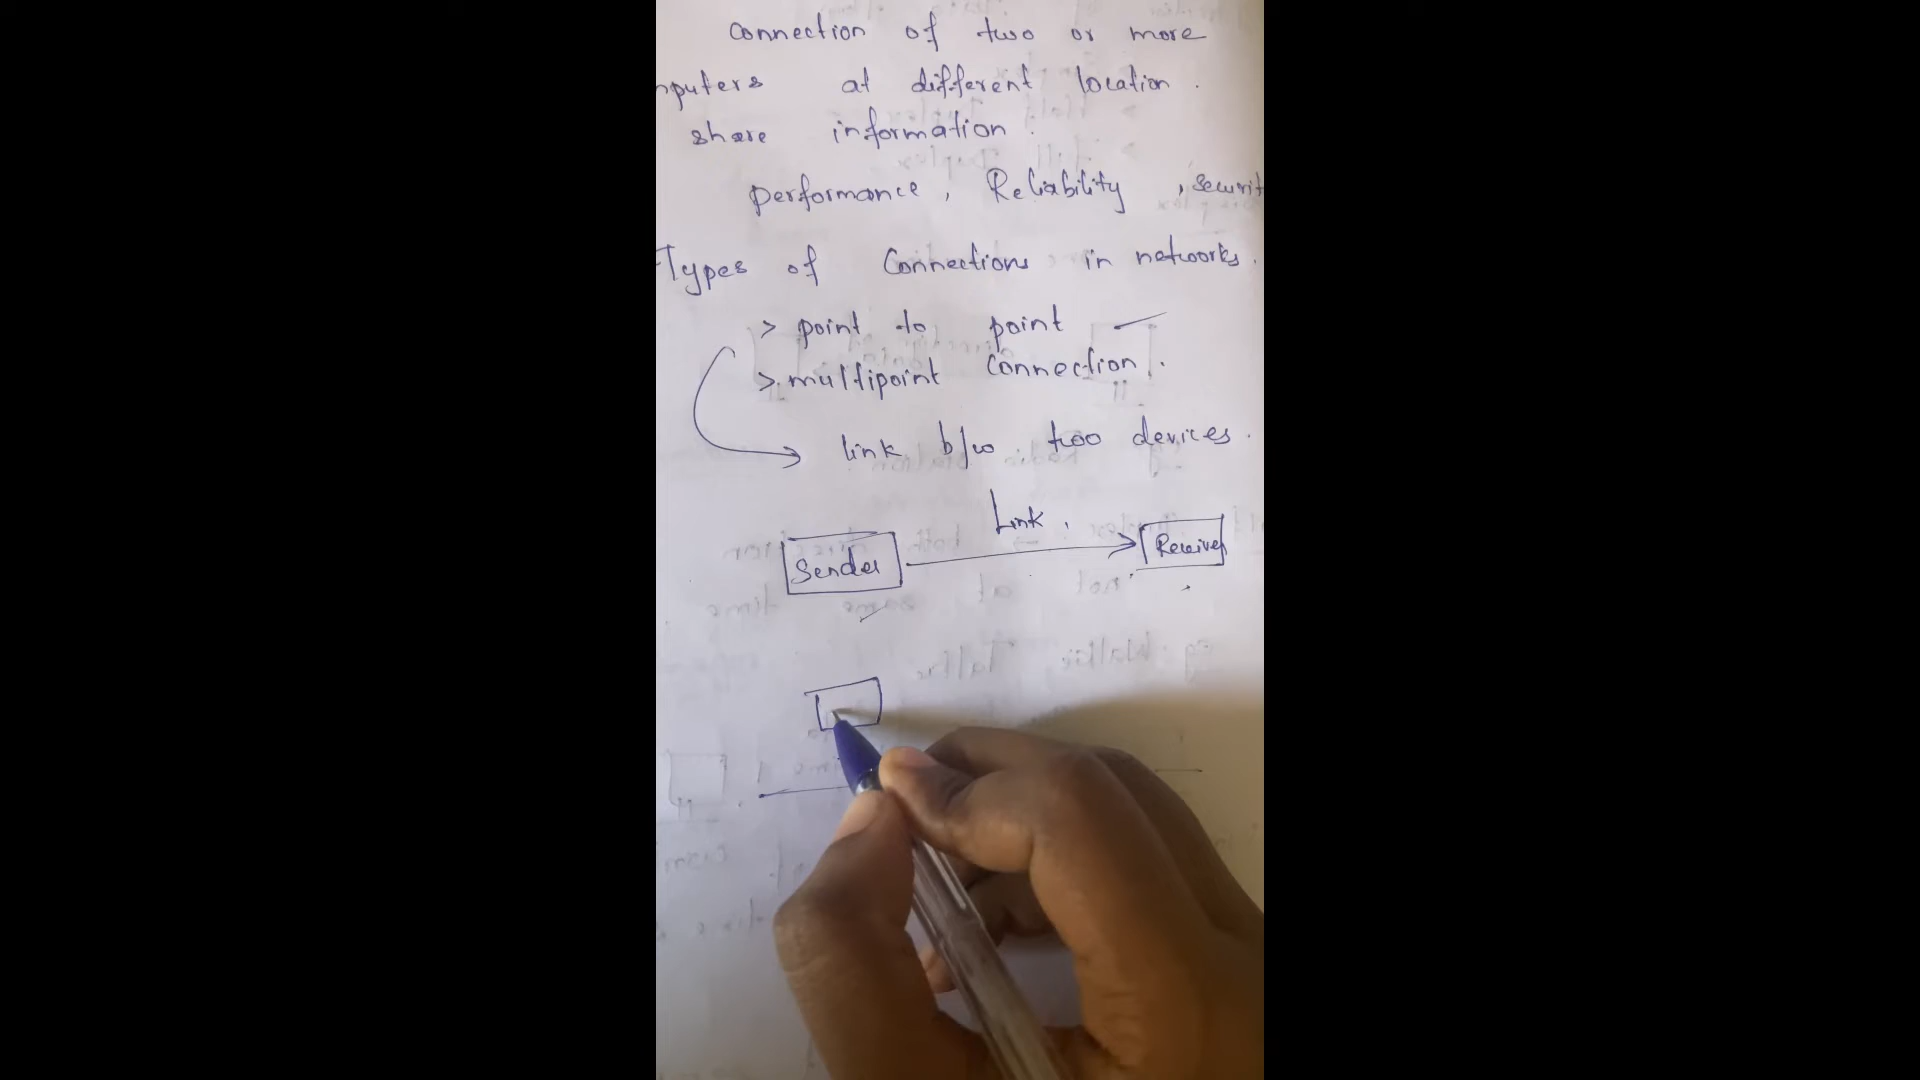 Connection of two or more
mputers at different location.
share information.
performance, Reliability, securit
Types of Connections in networks.
> point to point
> multipoint connection.
link b/w two devices.
Link.
Sender
Receiver